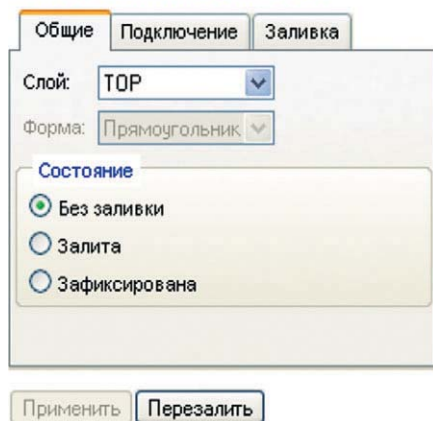 Общие Подключение Заливка
Слой: TOP
Форма: Прямоугольник
Состояние
Без заливки
Залита
Зафиксирована
Применить Перезалить